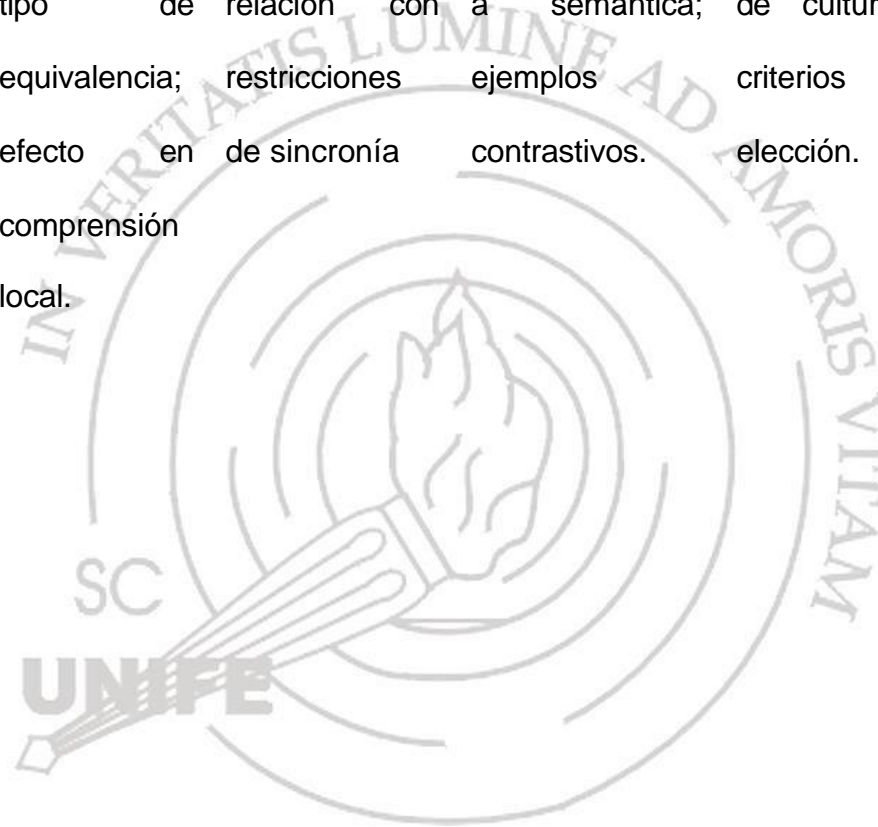 tipo de
equivalencia;
efecto en
comprensión
local.
relación con
restricciones
de sincronía
a semántica;
ejemplos
contrastivos.
de cultur
criterios
elección.
IN VERITATIS LUMINE AD AMORIS VITAM
SC
UNIFE